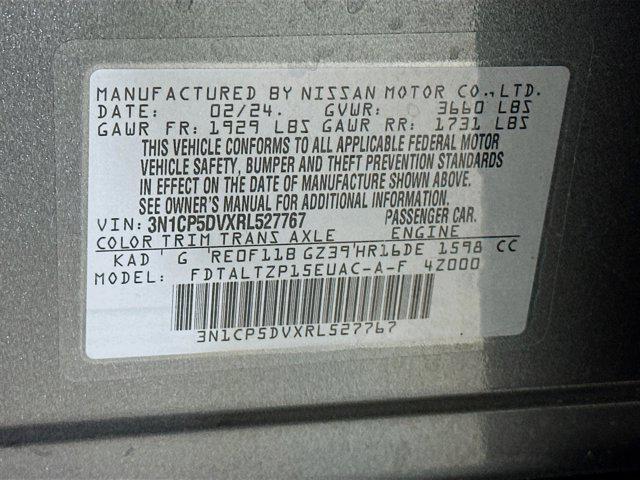 MANUFACTURED BY NISSAN MOTOR CO., LTD.
DATE: 02/24. GVWR: 3660 LBS
GAWR FR: 1929 LBS GAWR RR: 1731 LBS
THIS VEHICLE CONFORMS TO ALL APPLICABLE FEDERAL MOTOR
VEHICLE SAFETY, BUMPER AND THEFT PREVENTION STANDARDS
IN EFFECT ON THE DATE OF MANUFACTURE SHOWN ABOVE.
SEE OWNER'S MANUAL FOR ADDITIONAL INFORMATION.
VIN: 3N1CP5DVXRL527767 PASSENGER CAR.
COLOR TRIM TRANS AXLE ENGINE
KAD G RE0F11B GZ39 HR16DE 1598 CC
MODEL: FDTALTZP15EUAC-A-F 4Z000
3N1CP5DVXRL527767